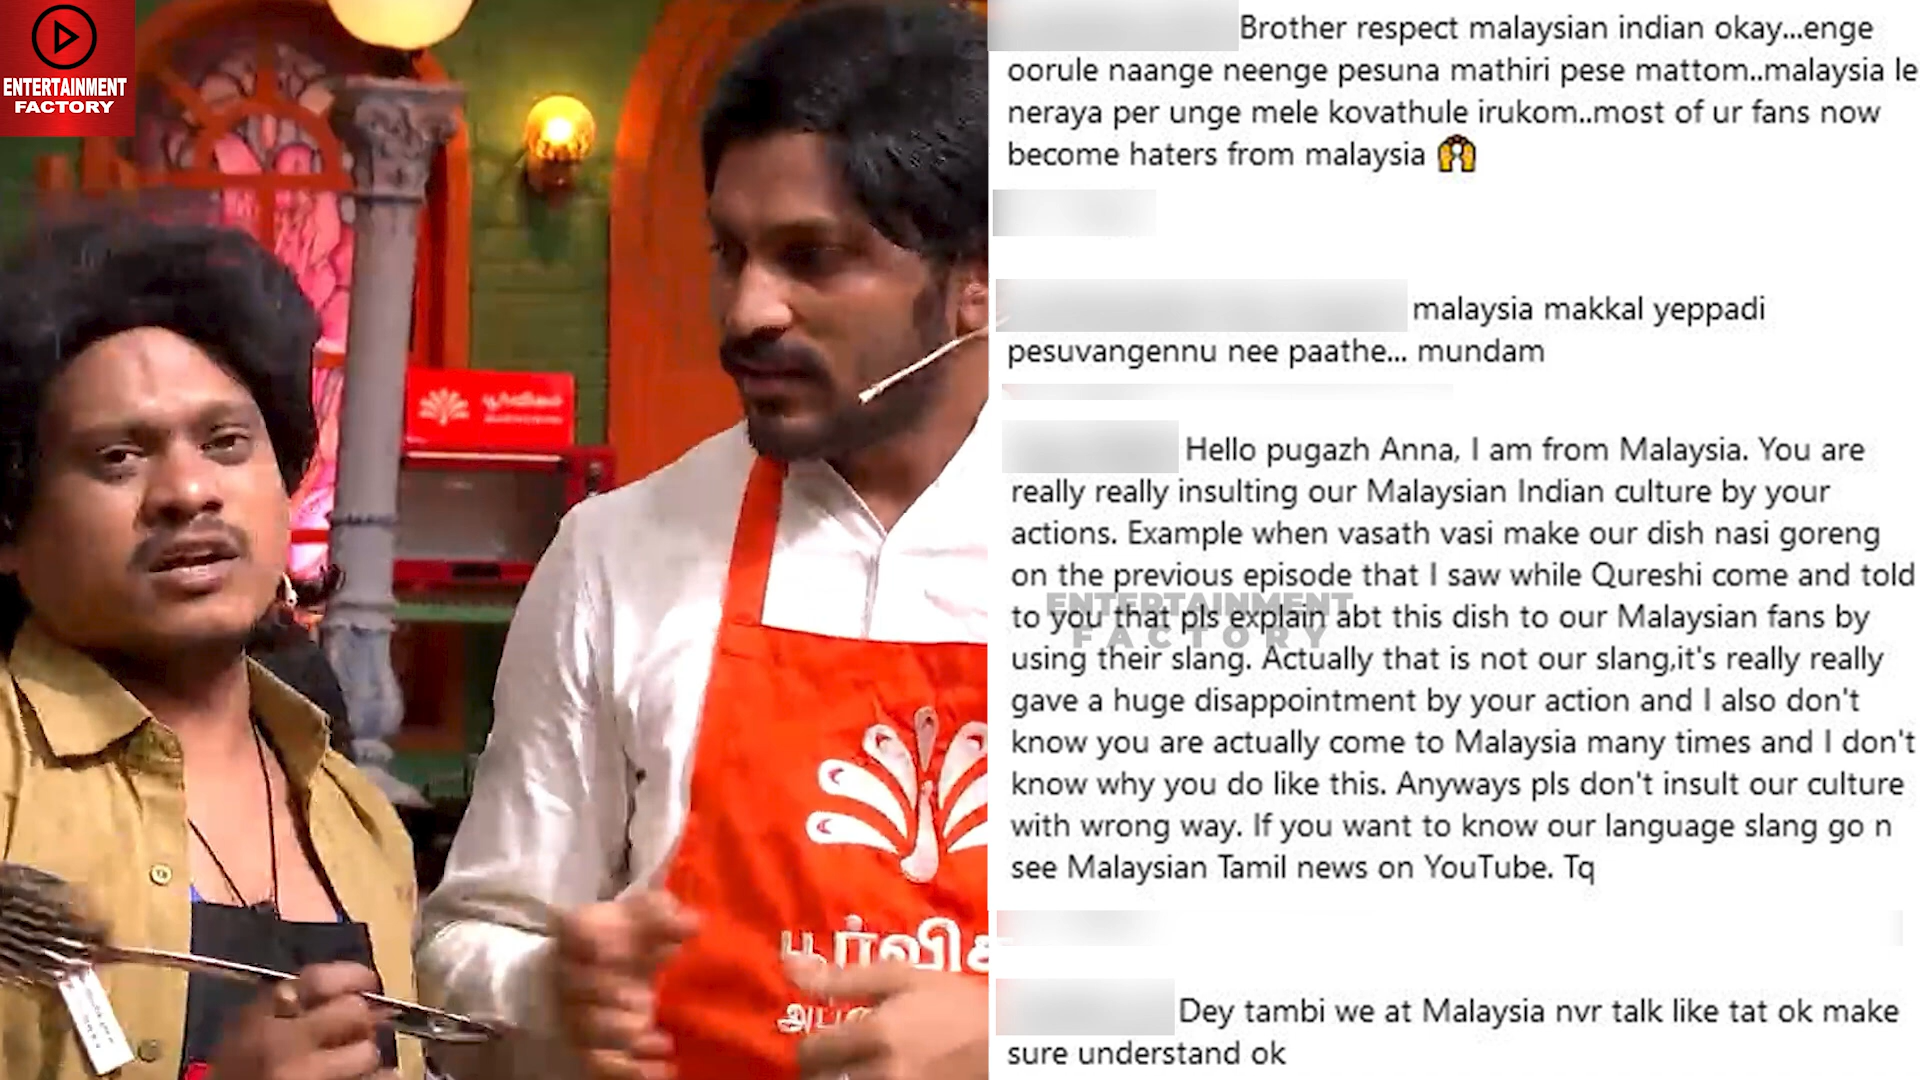 ENTERTAINMENT
FACTORY
பூர்விகா
Brother respect malaysian indian okay...enge
oorule naange neenge pesuna mathiri pese mattom..malaysia le
neraya per unge mele kovathule irukom..most of ur fans now
become haters from malaysia 🙌
malaysia makkal yeppadi
pesuvangennu nee paathe... mundam
Hello pugazh Anna, I am from Malaysia. You are
really really insulting our Malaysian Indian culture by your
actions. Example when vasath vasi make our dish nasi goreng
on the previous episode that I saw while Qureshi come and told
to you that pls explain abt this dish to our Malaysian fans by
using their slang. Actually that is not our slang,it's really really
gave a huge disappointment by your action and I also don't
know you are actually come to Malaysia many times and I don't
know why you do like this. Anyways pls don't insult our culture
with wrong way. If you want to know our language slang go n
see Malaysian Tamil news on YouTube. Tq
ENTERTAINMENT
FACTORY
Dey tambi we at Malaysia nvr talk like tat ok make
sure understand ok